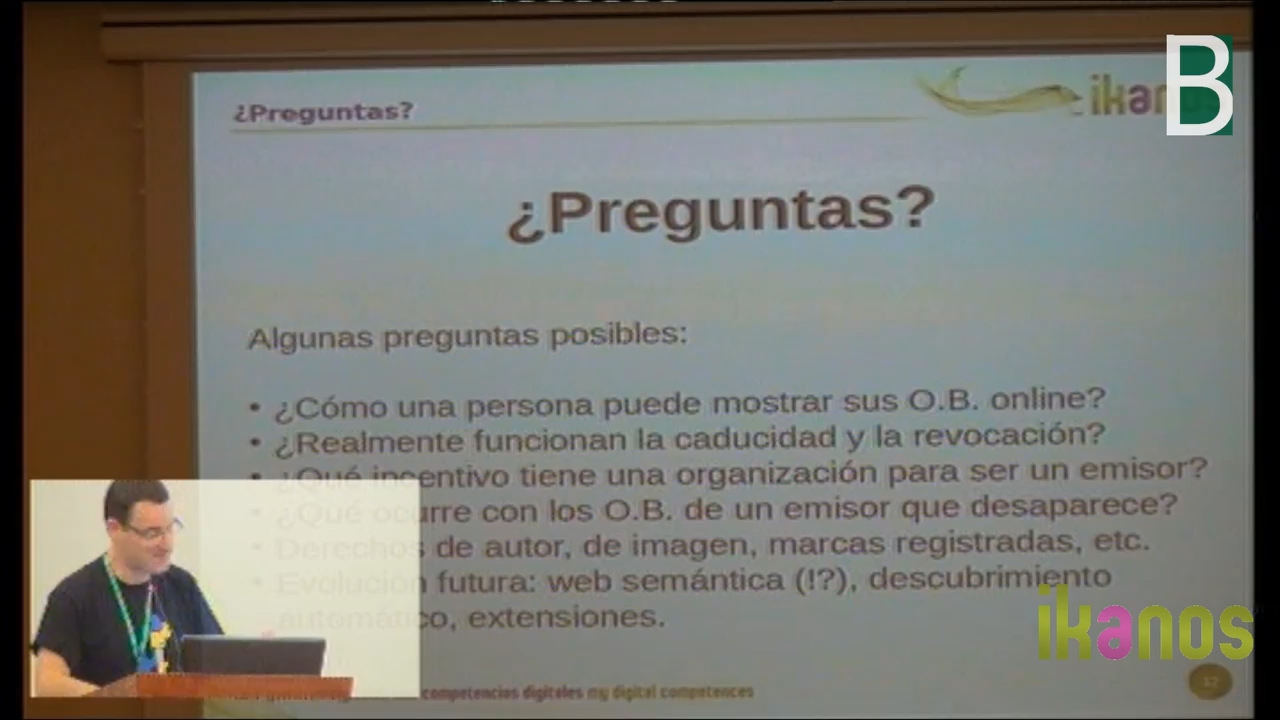 ¿Preguntas?
ikanos
B
¿Preguntas?
Algunas preguntas posibles:
• ¿Cómo una persona puede mostrar sus O.B. online?
• ¿Realmente funcionan la caducidad y la revocación?
• ¿Qué incentivo tiene una organización para ser un emisor?
• ¿Qué ocurre con los O.B. de un emisor que desaparece?
• Derechos de autor, de imagen, marcas registradas, etc.
• Evolución futura: web semántica (!?), descubrimiento
automático, extensiones.
ikanos
competencias digitales my digital competences